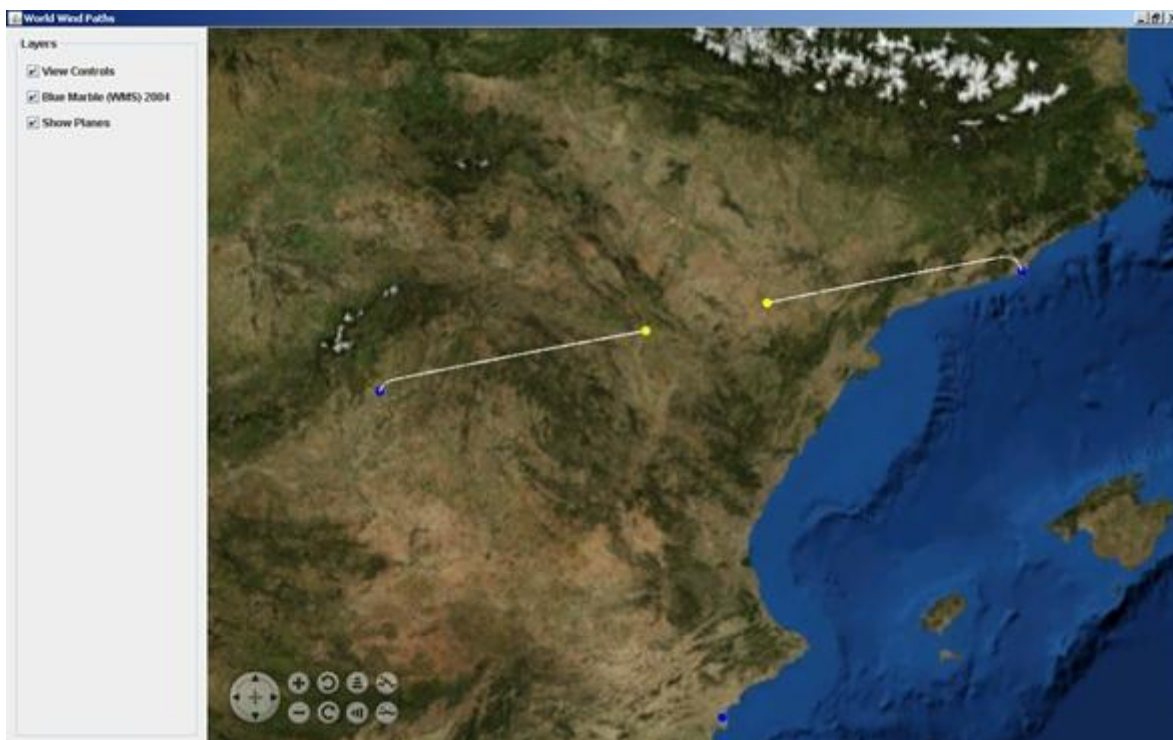 World Wind Paths
Layers
View Controls
Blue Marble (WMS) 2004
Show Planes